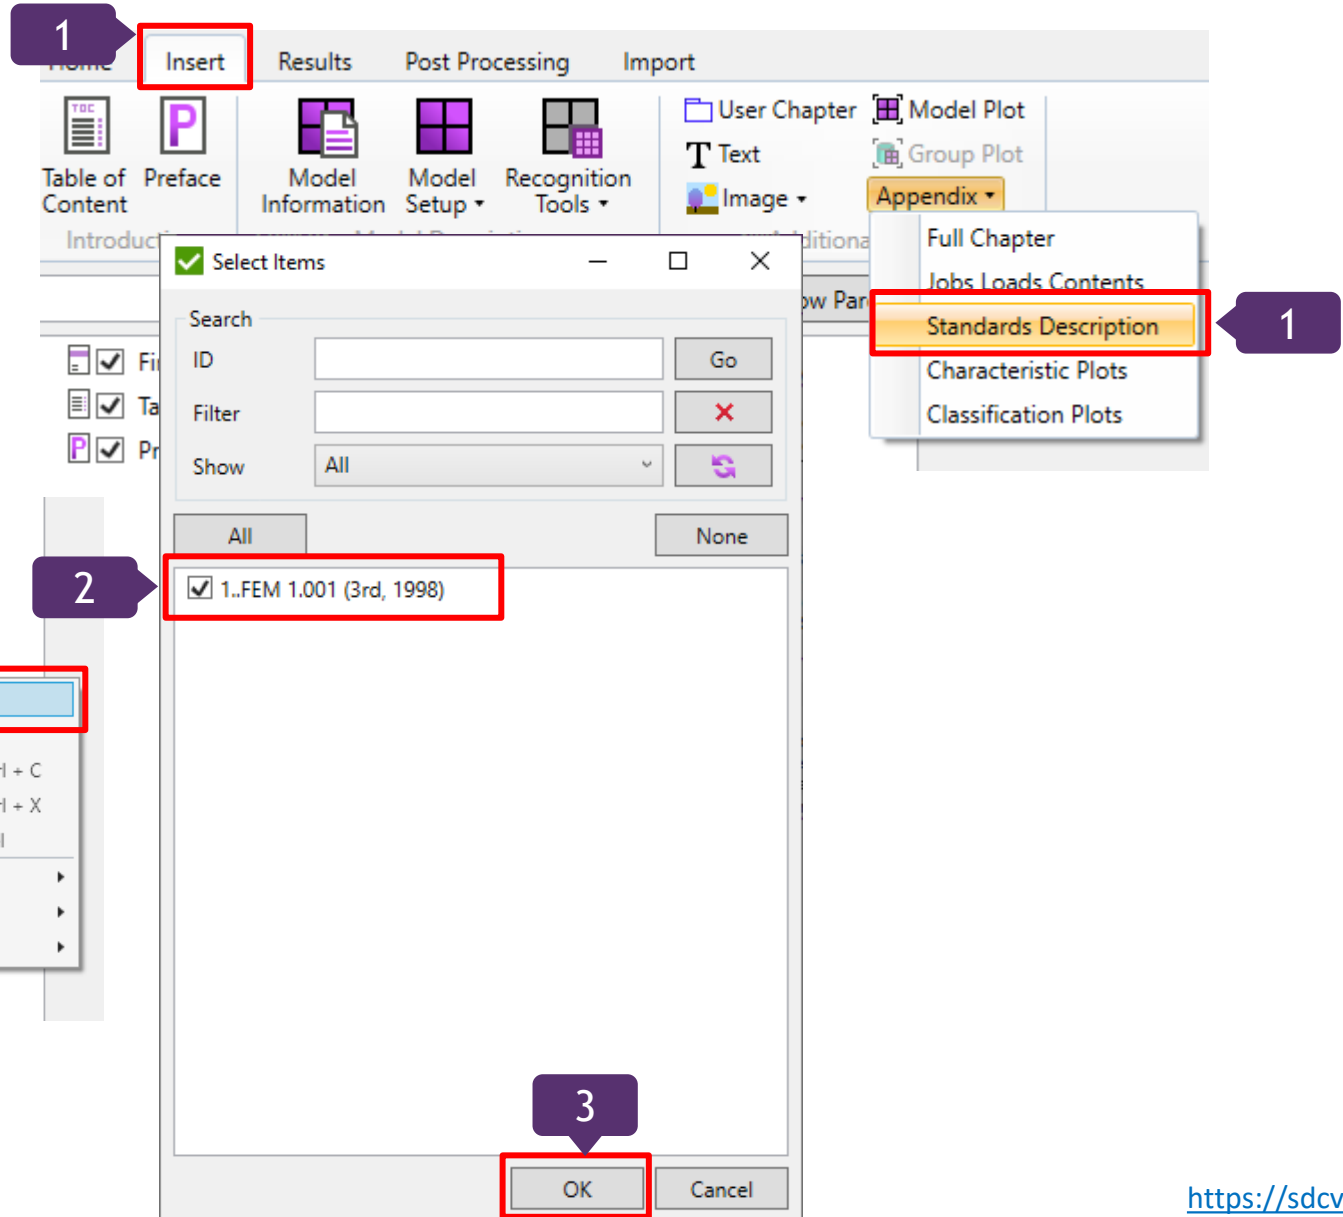 1
Home Insert Results Post Processing Import
TOC
Table of Content
Preface
Model Information
Model Setup
Recognition Tools
User Chapter
Text
Image
Model Plot
Group Plot
Appendix
Full Chapter
Jobs Loads Contents
Standards Description
Characteristic Plots
Classification Plots
1
Select Items
Search
ID
Go
Filter
Show
All
All
None
2
1..FEM 1.001 (3rd, 1998)
+ C
+ X
3
OK
Cancel
https://sdcv